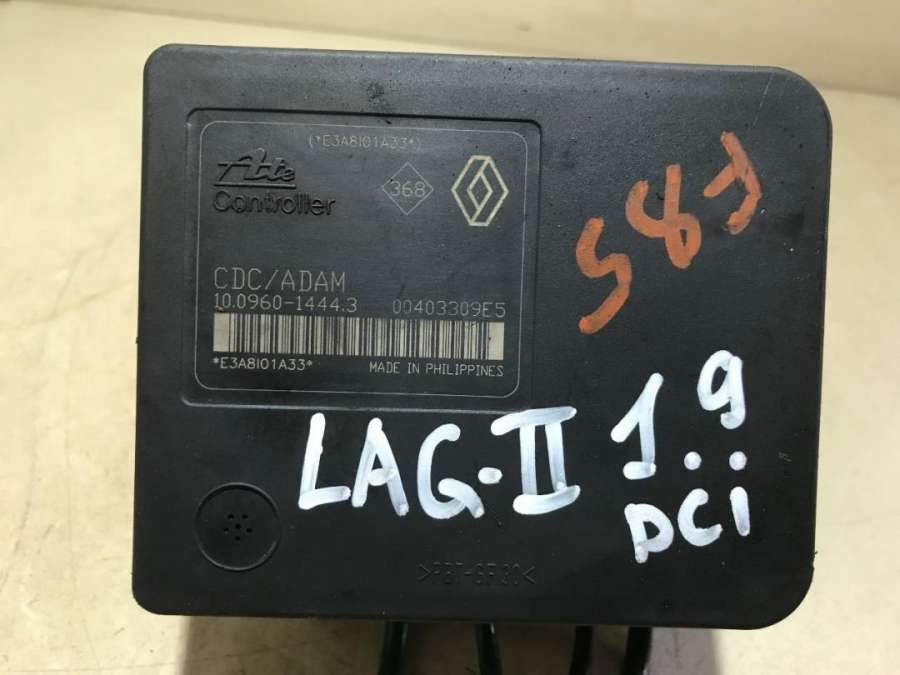 (*E3A8I01A33*)
Ate
Controller
368
CDC/ADAM
10.0960-1444.3 00403309E5
*E3A8I01A33*
MADE IN PHILIPPINES
LAG-II 1.9
DCi
>PBT-GF30<